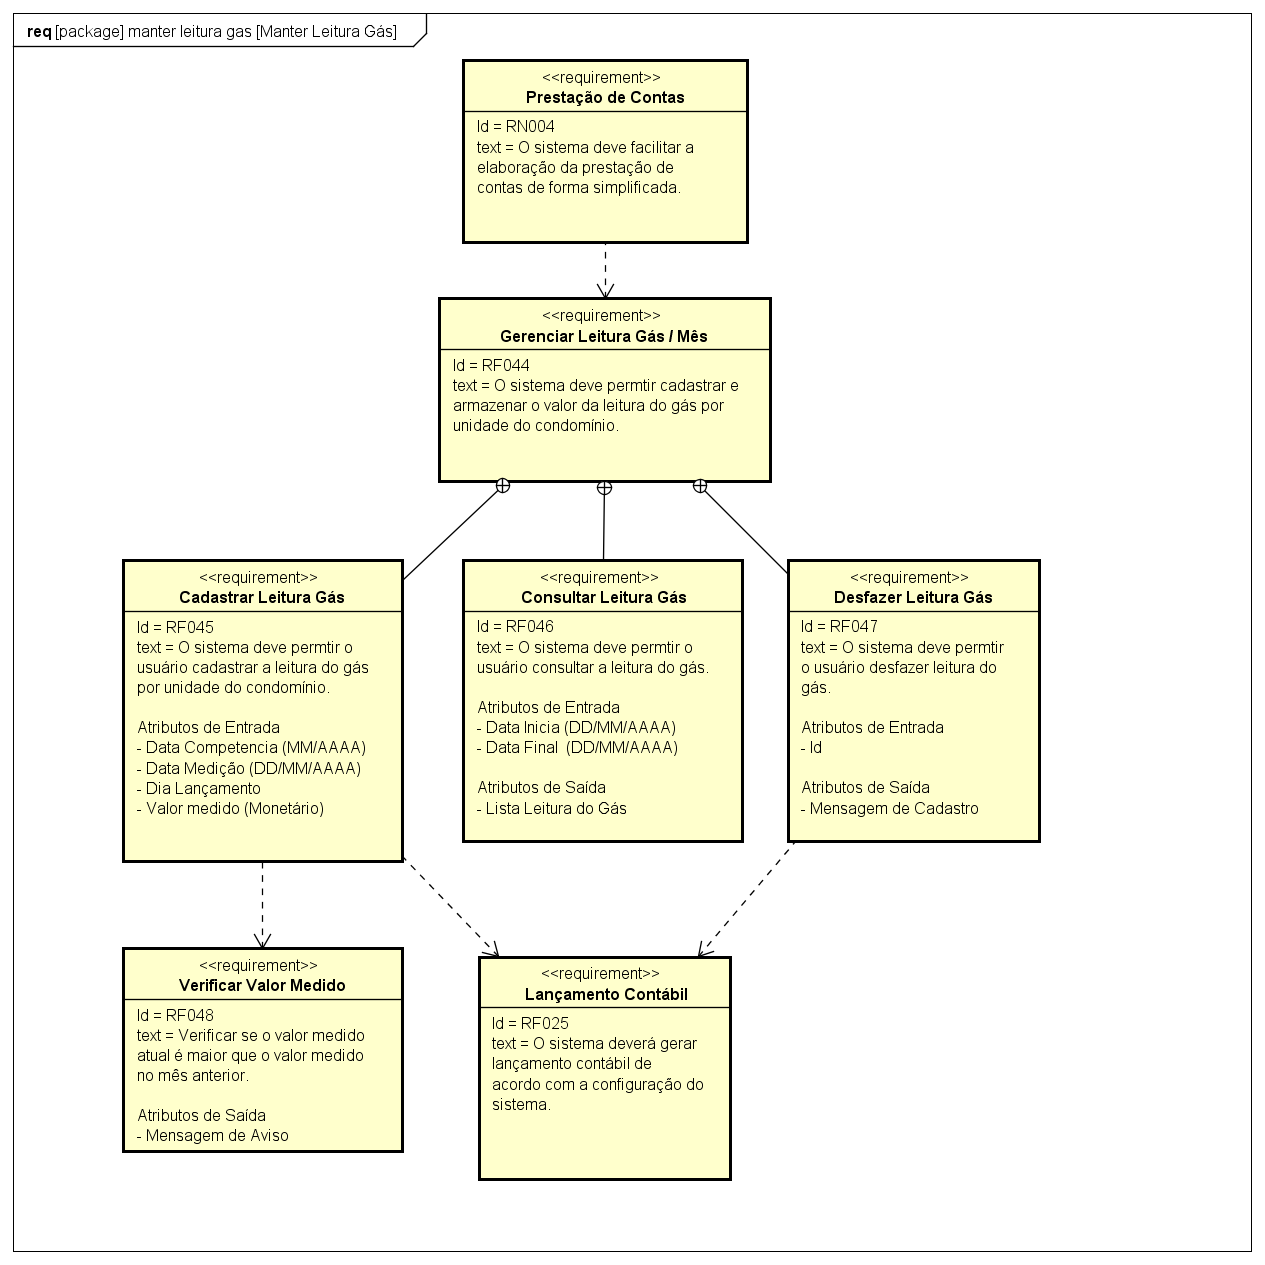 req [package] manter leitura gas [Manter Leitura Gás]
<<requirement>>
Prestação de Contas
Id = RN004
text = O sistema deve facilitar a
elaboração da prestação de
contas de forma simplificada.
<<requirement>>
Gerenciar Leitura Gás / Mês
Id = RF044
text = O sistema deve permtir cadastrar e
armazenar o valor da leitura do gás por
unidade do condomínio.
<<requirement>>
Cadastrar Leitura Gás
Id = RF045
text = O sistema deve permtir o
usuário cadastrar a leitura do gás
por unidade do condomínio.
Atributos de Entrada
- Data Competencia (MM/AAAA)
- Data Medição (DD/MM/AAAA)
- Dia Lançamento
- Valor medido (Monetário)
<<requirement>>
Consultar Leitura Gás
Id = RF046
text = O sistema deve permtir o
usuário consultar a leitura do gás.
Atributos de Entrada
- Data Inicia (DD/MM/AAAA)
- Data Final  (DD/MM/AAAA)
Atributos de Saída
- Lista Leitura do Gás
<<requirement>>
Desfazer Leitura Gás
Id = RF047
text = O sistema deve permtir
o usuário desfazer leitura do
gás.
Atributos de Entrada
- Id
Atributos de Saída
- Mensagem de Cadastro
<<requirement>>
Verificar Valor Medido
Id = RF048
text = Verificar se o valor medido
atual é maior que o valor medido
no mês anterior.
Atributos de Saída
- Mensagem de Aviso
<<requirement>>
Lançamento Contábil
Id = RF025
text = O sistema deverá gerar
lançamento contábil de
acordo com a configuração do
sistema.